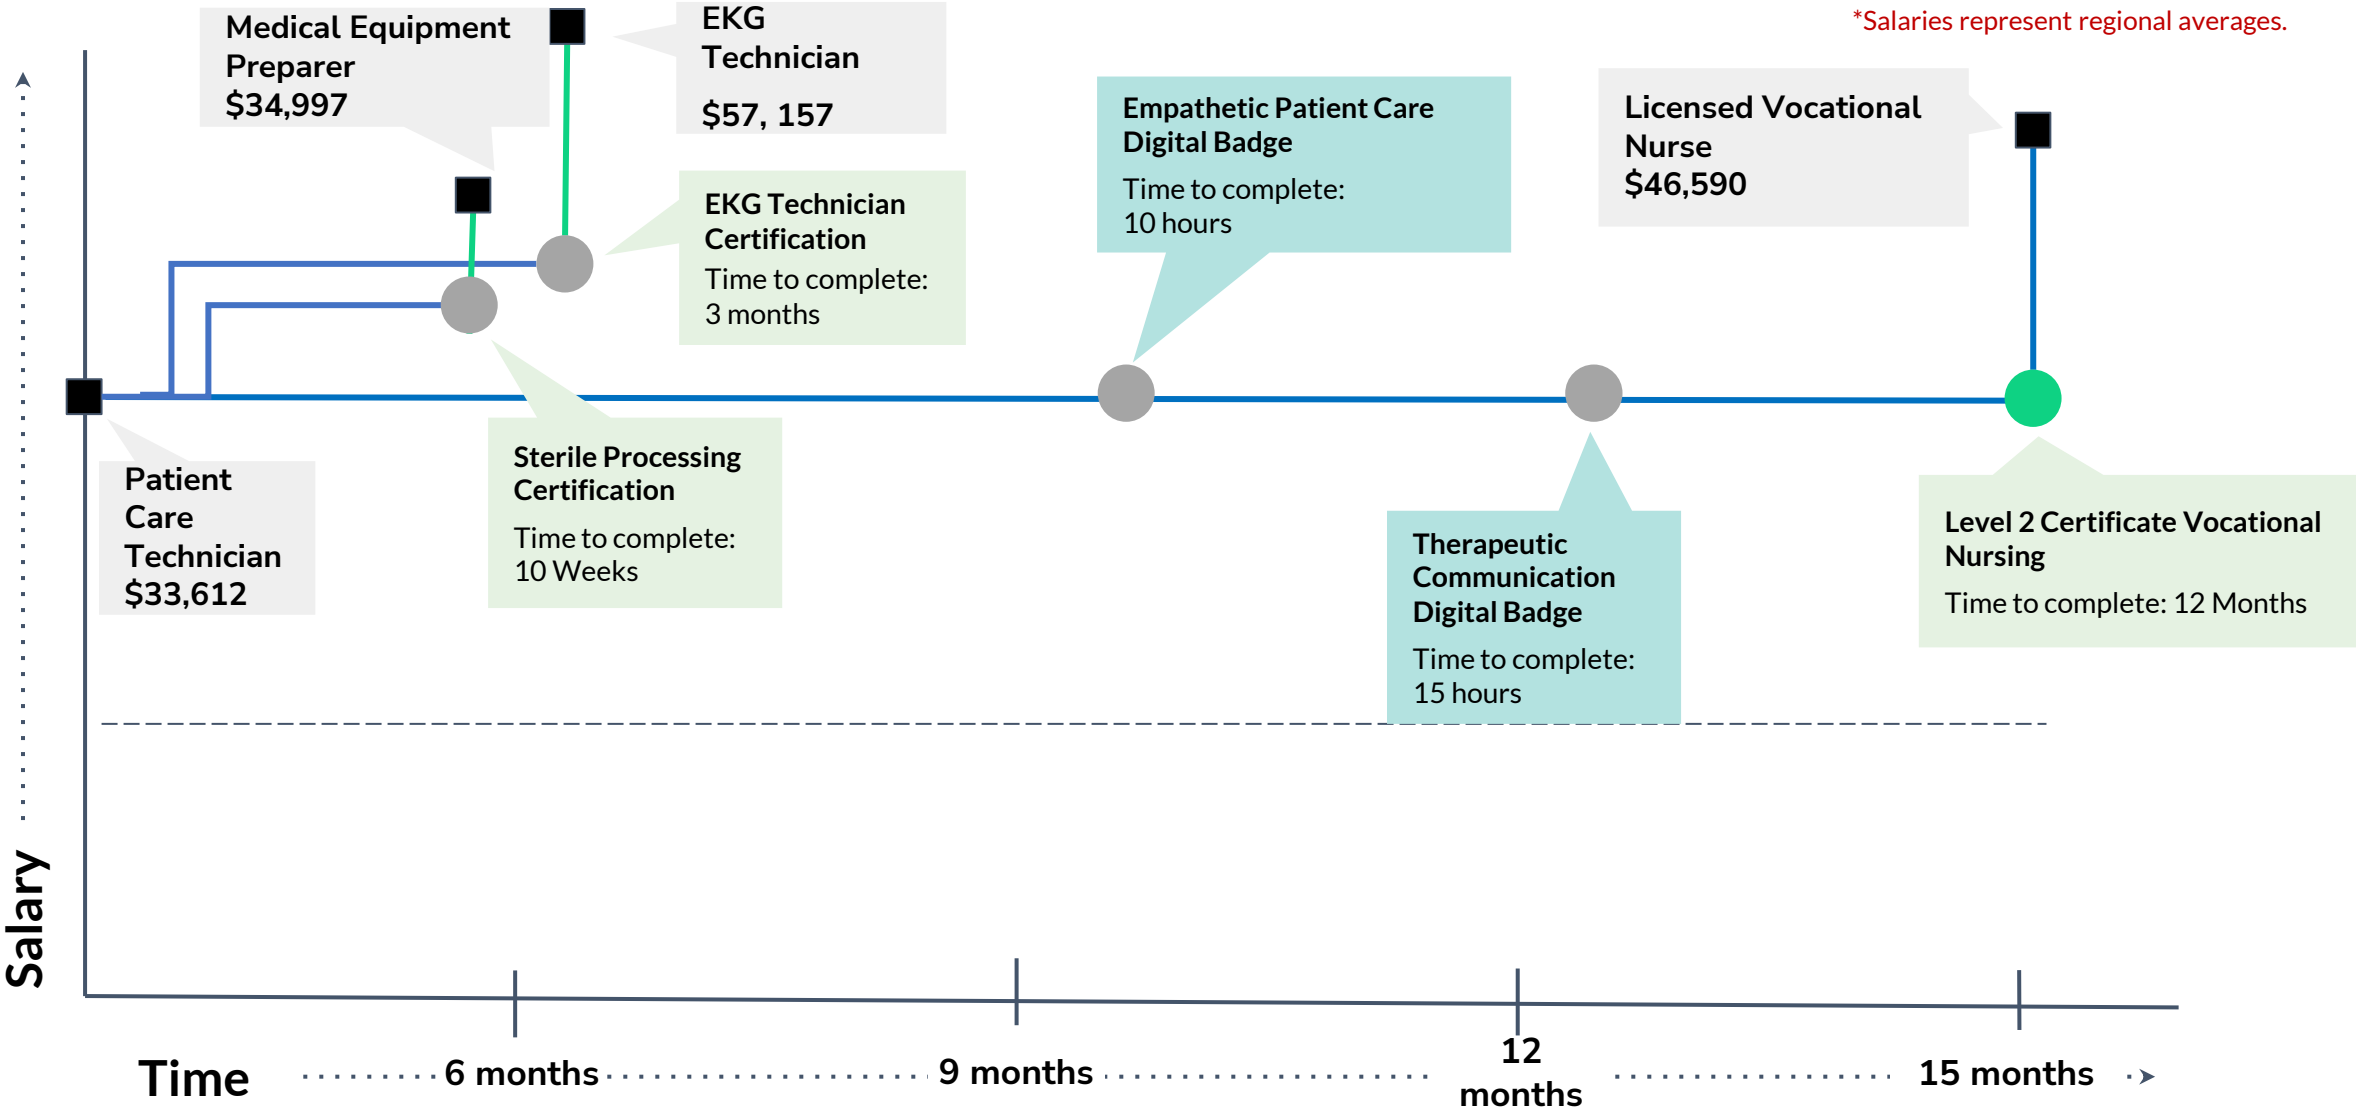 *Salaries represent regional averages.
Medical Equipment
Preparer
$34,997
EKG
Technician
$57, 157
EKG Technician
Certification
Time to complete:
3 months
Empathetic Patient Care
Digital Badge
Time to complete:
10 hours
Licensed Vocational
Nurse
$46,590
Patient
Care
Technician
$33,612
Sterile Processing
Certification
Time to complete:
10 Weeks
Therapeutic
Communication
Digital Badge
Time to complete:
15 hours
Level 2 Certificate Vocational
Nursing
Time to complete: 12 Months
Salary
Time
6 months
9 months
12
months
15 months